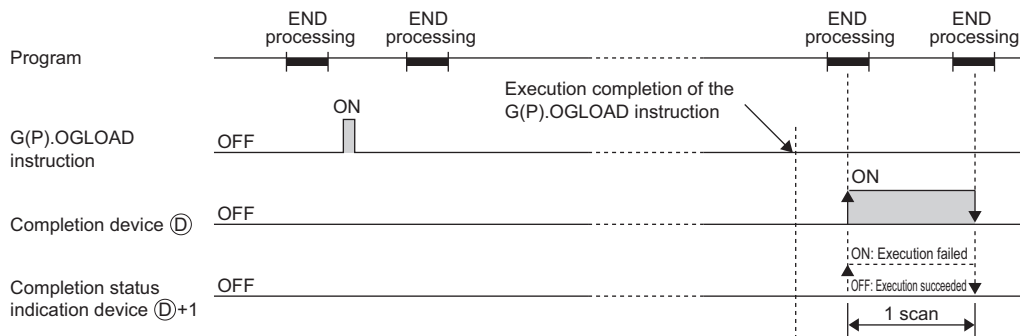 END processing
END processing
END processing
END processing
Program
Execution completion of the
G(P).OGLOAD instruction
ON
G(P).OGLOAD
instruction
OFF
ON
Completion device Ⓓ
OFF
ON: Execution failed
Completion status
indication device Ⓓ+1
OFF
OFF: Execution succeeded
1 scan